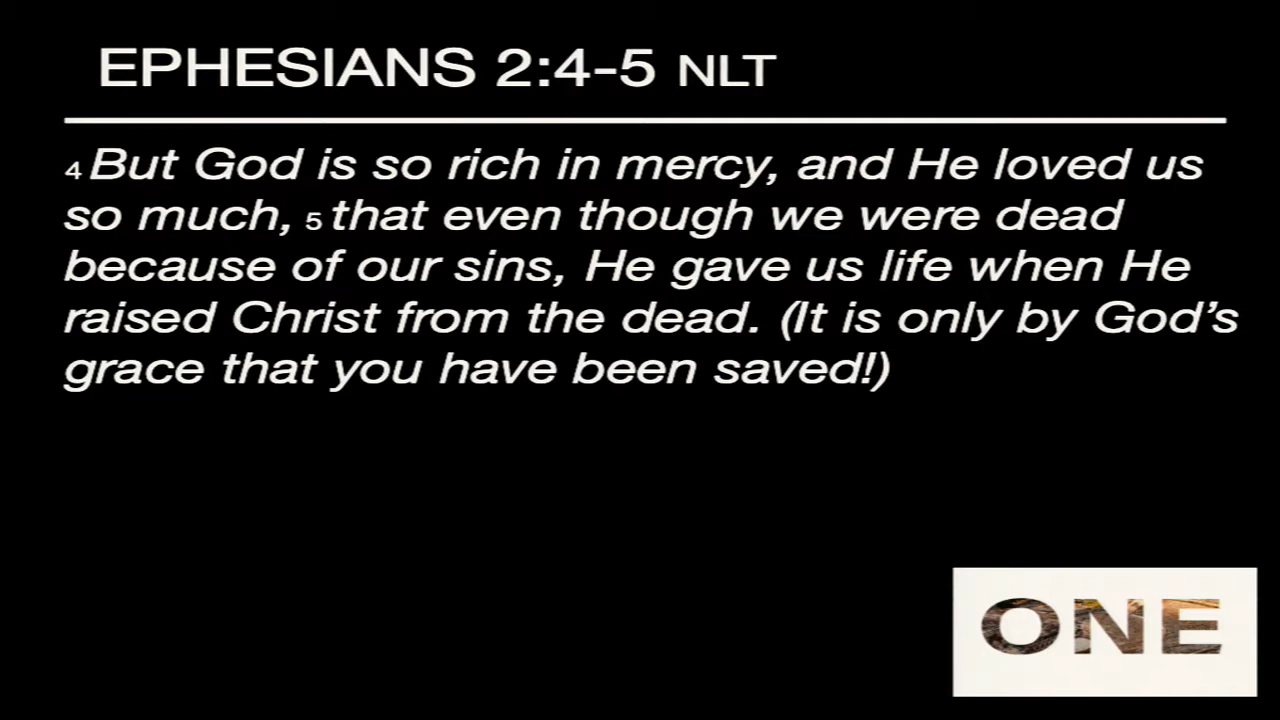 EPHESIANS 2:4-5 NLT
4 But God is so rich in mercy, and He loved us
so much, 5 that even though we were dead
because of our sins, He gave us life when He
raised Christ from the dead. (It is only by God’s
grace that you have been saved!)
ONE